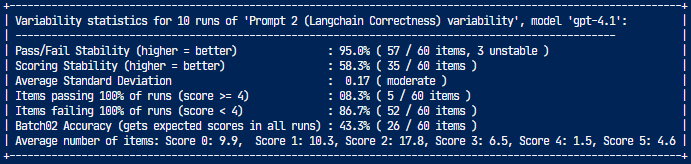 Variability statistics for 10 runs of 'Prompt 2 (Langchain Correctness) variability', model 'gpt-4.1':
Pass/Fail Stability (higher = better) : 95.0% ( 57 / 60 items, 3 unstable )
Scoring Stability (higher = better) : 58.3% ( 35 / 60 items )
Average Standard Deviation : 0.17 ( moderate )
Items passing 100% of runs (score >= 4) : 08.3% ( 5 / 60 items )
Items failing 100% of runs (score < 4) : 86.7% ( 52 / 60 items )
Batch02 Accuracy (gets expected scores in all runs) : 43.3% ( 26 / 60 items )
Average number of items: Score 0: 9.9, Score 1: 10.3, Score 2: 17.8, Score 3: 6.5, Score 4: 1.5, Score 5: 4.6